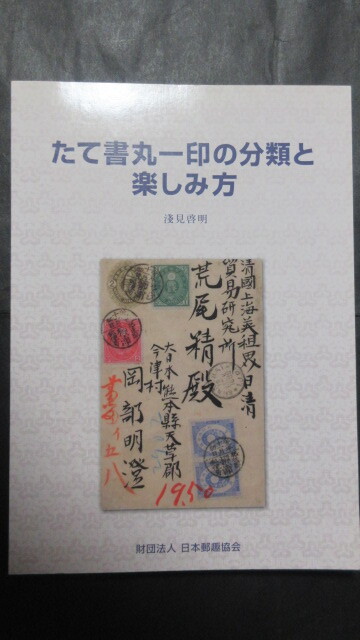 たて書丸一印の分類と
楽しみ方
淺見啓明
清國上海英租界日清
貿易研究所
荒尾精殿
大日本熊本縣天草郡
今津村
岡部明澄
19.50
財団法人 日本郵趣協会